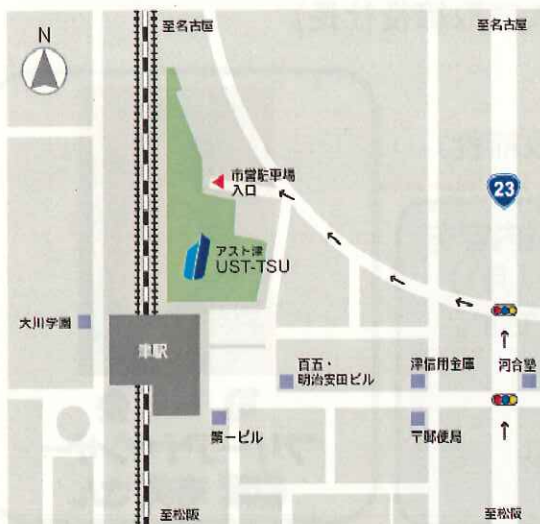 N
至名古屋
至名古屋
市営駐車場
入口
23
アスト津
UST-TSU
大川学園
津駅
百五・
明治安田ビル
津信用金庫
河合塾
第一ビル
〒郵便局
至松阪
至松阪